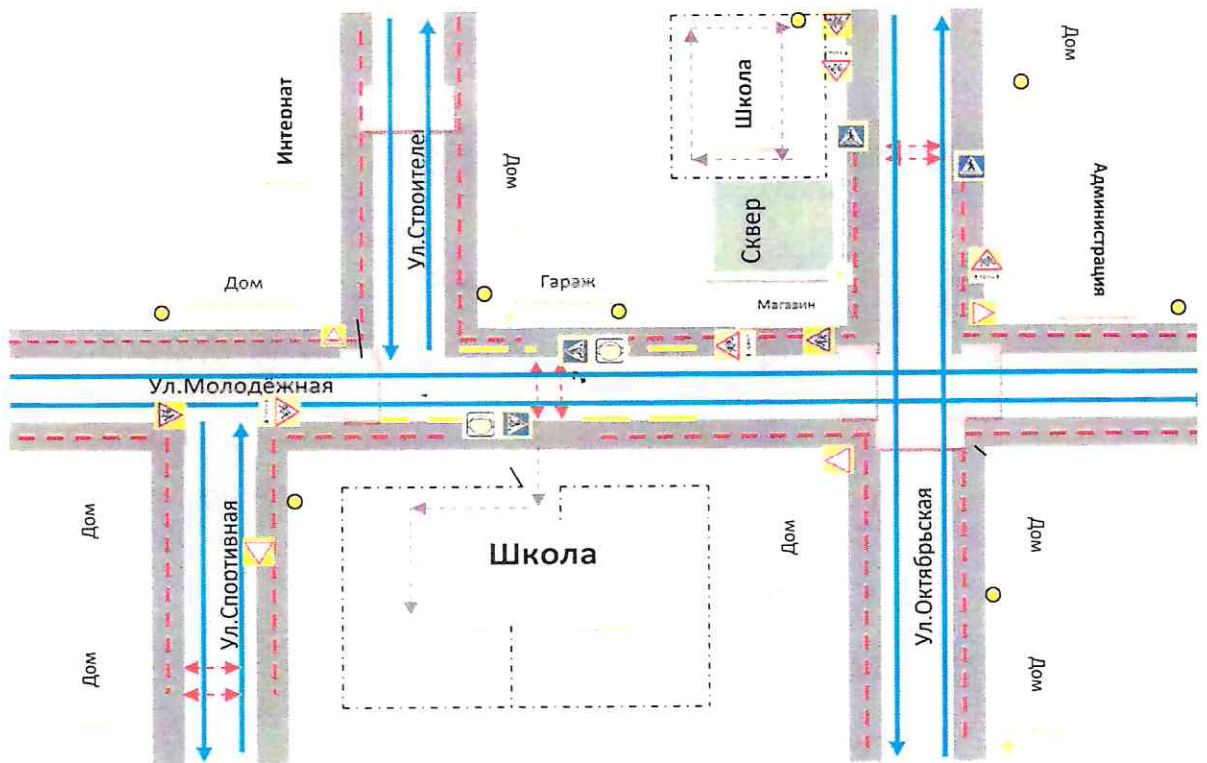 Интернат
Ул.Строителе
Дом
Школа
Сквер
Дом
Администрация
Дом
Гараж
Магазин
Ул.Молодёжная
Дом
Ул.Спортивная
Дом
Школа
Дом
Ул.Октябрьская
Дом
Дом